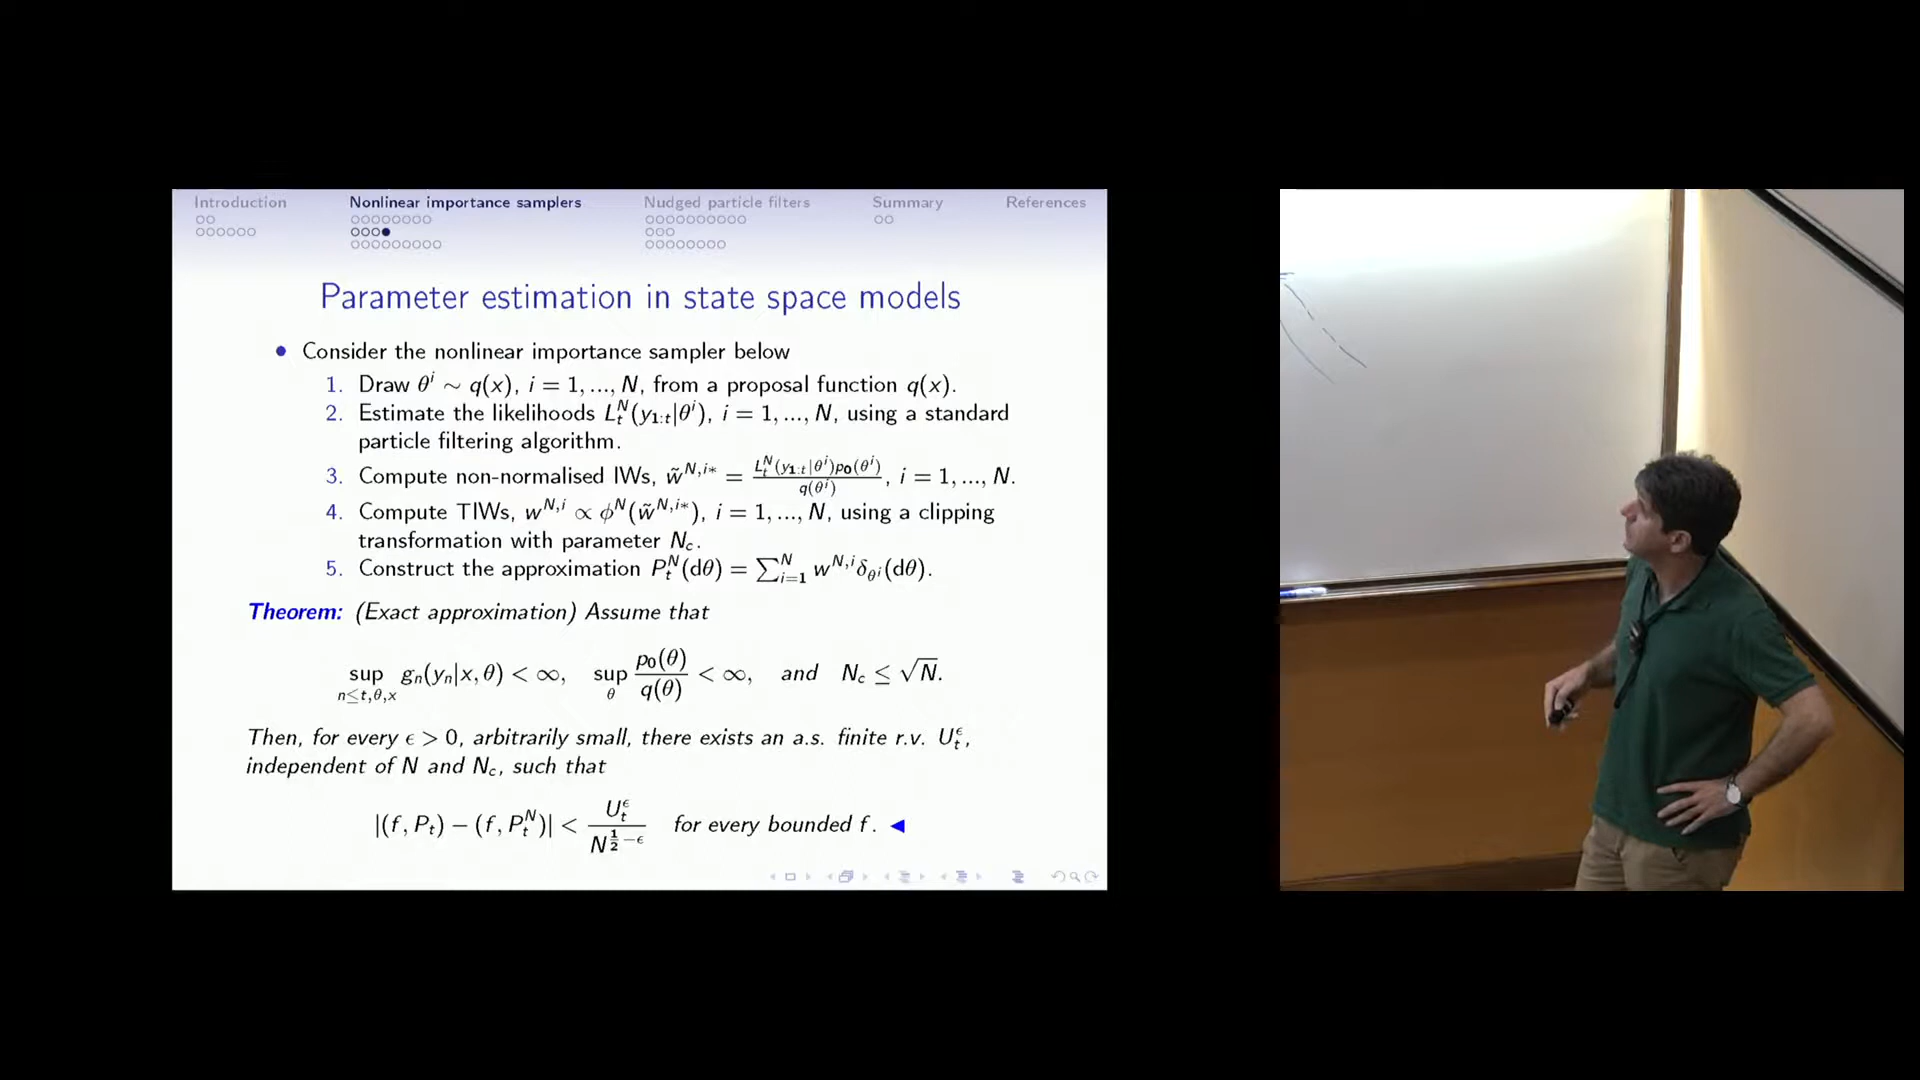 Introduction Nonlinear importance samplers Nudged particle filters Summary References
Parameter estimation in state space models
• Consider the nonlinear importance sampler below
1. Draw θ^i ∼ q(x), i = 1, ..., N, from a proposal function q(x).
2. Estimate the likelihoods L_t^N(y_{1:t}|θ^i), i = 1, ..., N, using a standard
particle filtering algorithm.
3. Compute non-normalised IWs, w̃^{N,i*} = L_t^N(y_{1:t}|θ^i)p_0(θ^i) / q(θ^i), i = 1, ..., N.
4. Compute TIWs, w^{N,i} ∝ ϕ^N(w̃^{N,i*}), i = 1, ..., N, using a clipping
transformation with parameter N_c.
5. Construct the approximation P_t^N(dθ) = ∑_{i=1}^N w^{N,i}δ_{θ^i}(dθ).
Theorem: (Exact approximation) Assume that
sup_{n≤t,θ,x} g_n(y_n|x, θ) < ∞, sup_θ p_0(θ)/q(θ) < ∞, and N_c ≤ √N.
Then, for every ϵ > 0, arbitrarily small, there exists an a.s. finite r.v. U_t^ϵ,
independent of N and N_c, such that
|(f, P_t) − (f, P_t^N)| < U_t^ϵ / N^{1/2 −ϵ} for every bounded f.